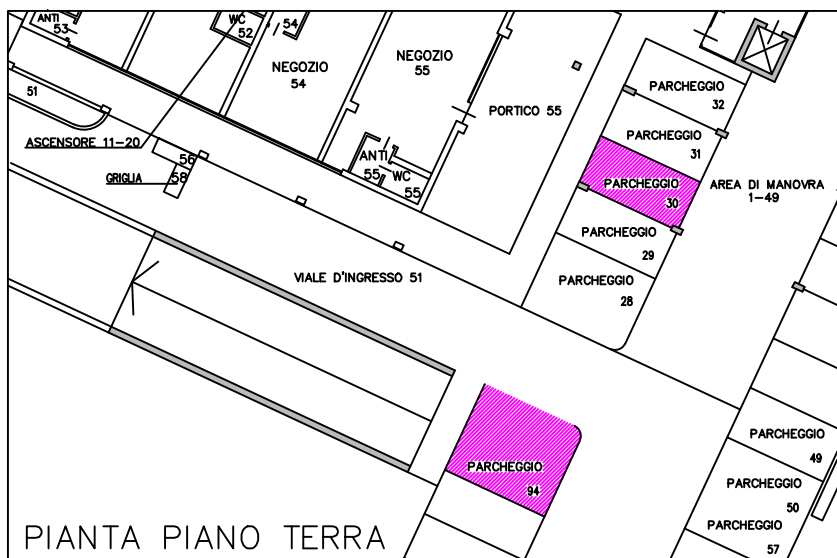 ANTI
53
WC
52
54
NEGOZIO
54
NEGOZIO
55
PORTICO 55
PARCHEGGIO
32
PARCHEGGIO
31
PARCHEGGIO
30
AREA DI MANOVRA
1-49
PARCHEGGIO
29
PARCHEGGIO
28
51
ASCENSORE 11-20
56
GRIGLIA
58
ANTI
55
WC
55
VIALE D'INGRESSO 51
PARCHEGGIO
94
PARCHEGGIO
49
PARCHEGGIO
50
PARCHEGGIO
57
PIANTA PIANO TERRA